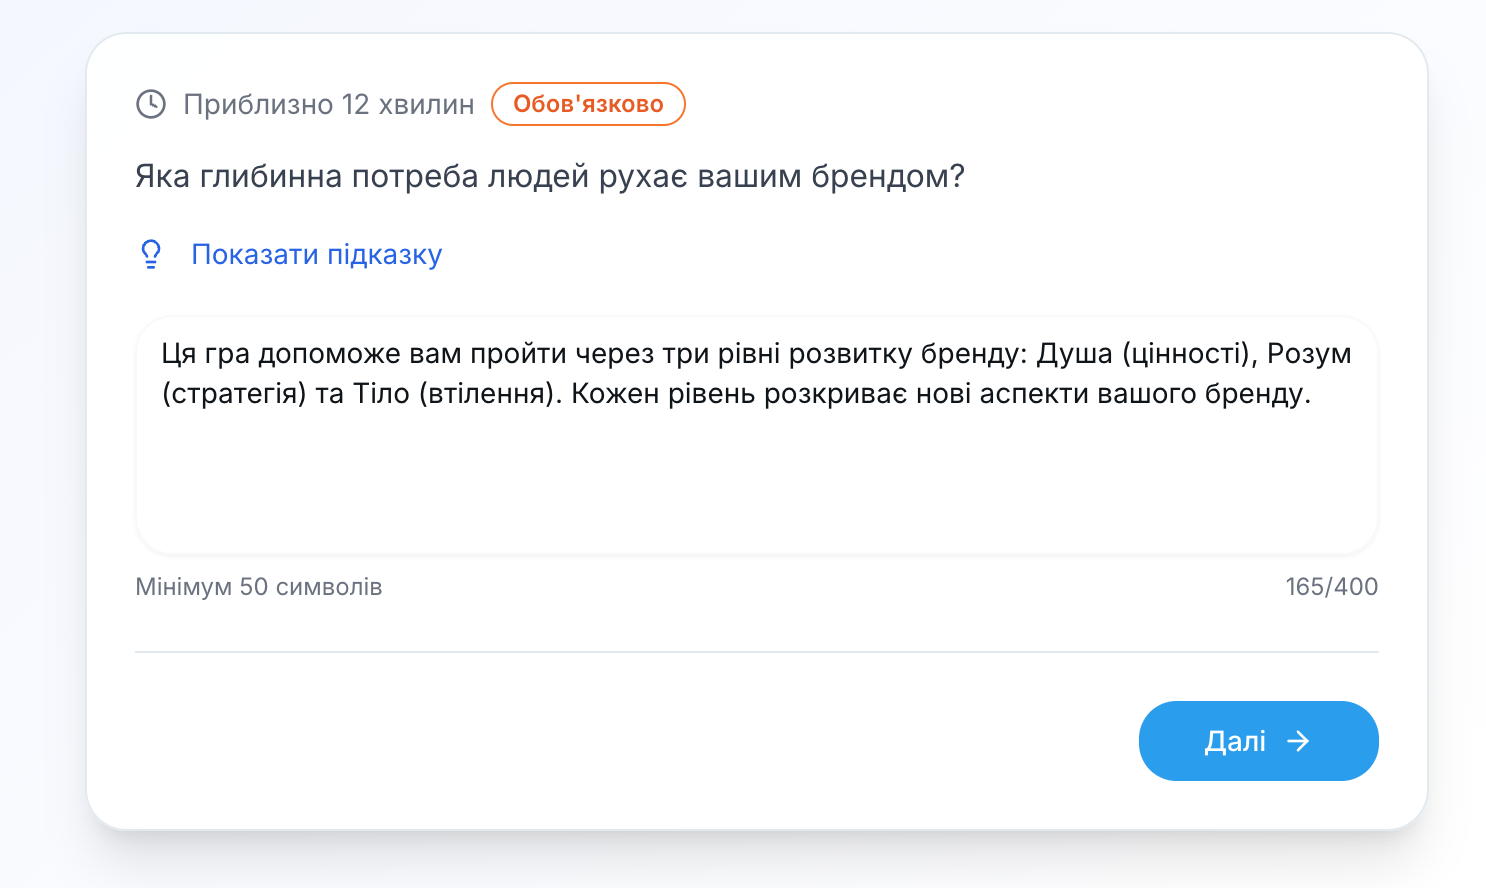 Приблизно 12 хвилин Обов'язково
Яка глибинна потреба людей рухає вашим брендом?
Показати підказку
Ця гра допоможе вам пройти через три рівні розвитку бренду: Душа (цінності), Розум
(стратегія) та Тіло (втілення). Кожен рівень розкриває нові аспекти вашого бренду.
Мінімум 50 символів 165/400
Далі →